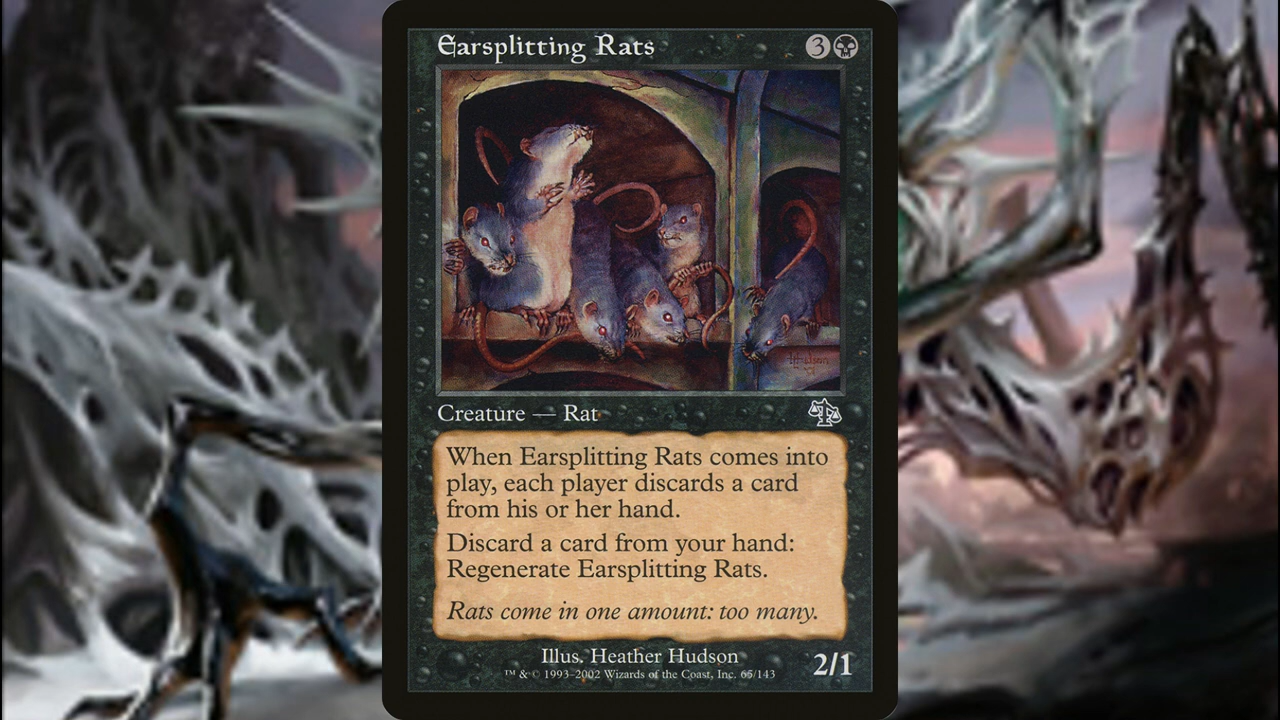 Earsplitting Rats
3
Hudson
Creature — Rat
When Earsplitting Rats comes into
play, each player discards a card
from his or her hand.
Discard a card from your hand:
Regenerate Earsplitting Rats.
Rats come in one amount: too many.
Illus. Heather Hudson
™ & © 1993–2002 Wizards of the Coast, Inc. 65/143
2/1